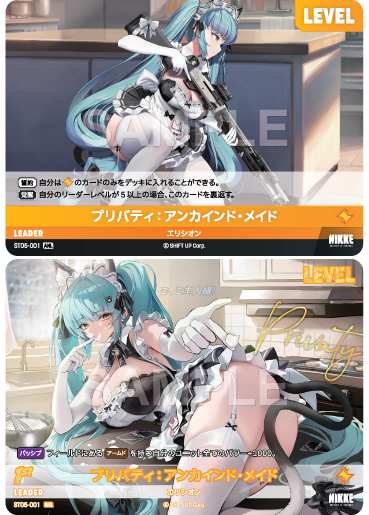 LEVEL
SAMPLE
誓約 自分は のカードのみをデッキに入れることができる。
覚醒 自分のリーダーレベルが5以上の場合、このカードを裏返す。
プリバティ：アンカインド・メイド
LEADER
エリシオン
ST05-001
© SHIFT UP Corp.
NIKKE
LEVEL
Privaty
SAMPLE
パッシブ フィールドにある アームド を持つ自分のユニット全てのパワー+1000。
プリバティ：アンカインド・メイド
LEADER
エリシオン
ST05-001
© SHIFT UP Corp.
NIKKE